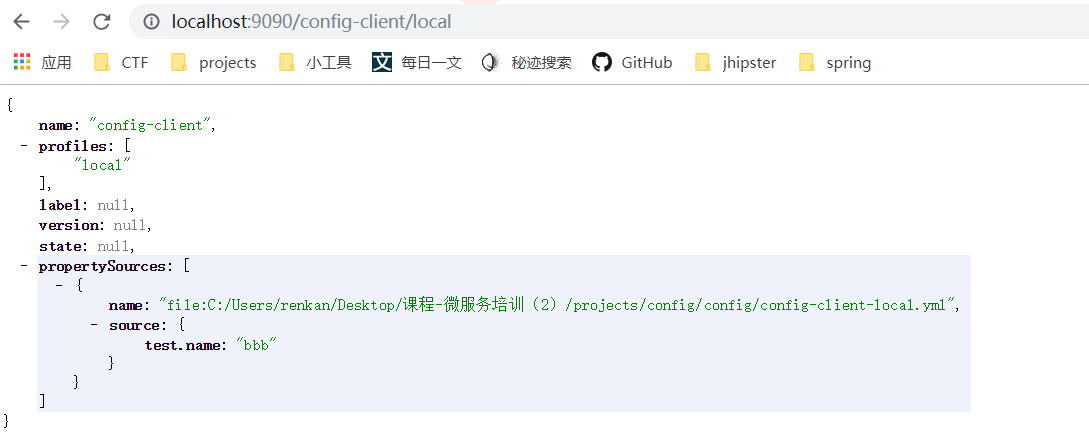 localhost:9090/config-client/local
应用 CTF projects 小工具 文 每日一文 秘迹搜索 GitHub jhipster spring
{
name: "config-client",
- profiles: [
"local"
],
label: null,
version: null,
state: null,
- propertySources: [
- {
name: "file:C:/Users/renkan/Desktop/课程-微服务培训（2）/projects/config/config/config-client-local.yml",
- source: {
test.name: "bbb"
}
}
]
}